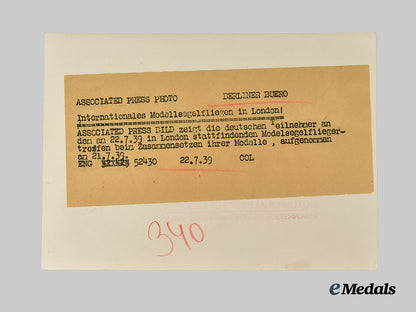 ASSOCIATED PRESS PHOTO BERLINER BUERO
Internationales Modellsegelfliegen in London!
ASSOCIATED PRESS BILD zeigt die deutschen Teilnehmer an
dem am 22.7.39 in London stattfindenden Modelsegelflieger-
treffen beim Zusammensetzen ihrer Modelle , aufgenommen
am 21.7.39.
ENG 52430 22.7.39 COL
340
eMedals